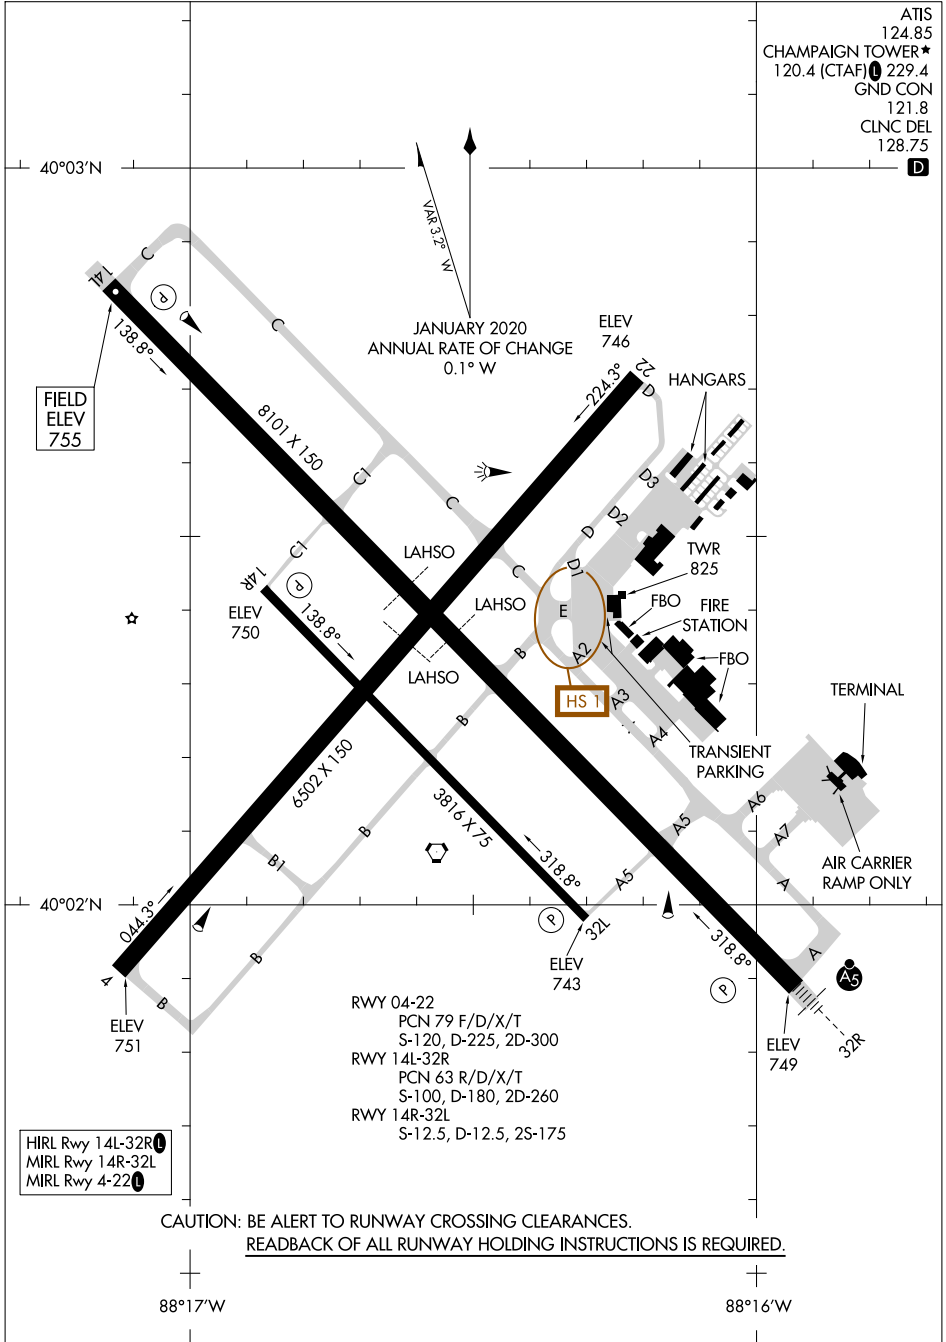 ATIS
124.85
CHAMPAIGN TOWER★
120.4 (CTAF) L 229.4
GND CON
121.8
CLNC DEL
128.75
D
40°03'N
VAR 3.2° W
JANUARY 2020
ANNUAL RATE OF CHANGE
0.1° W
C
14L
P
138.8°
C
FIELD
ELEV
755
ELEV
746
22
224.3°
D
HANGARS
8101 X 150
C1
C
D3
D2
D
C1
LAHSO
C
D1
TWR
825
14R
P
ELEV
750
138.8°
LAHSO
E
FBO
FIRE
STATION
B
A2
FBO
LAHSO
HS 1
A3
TERMINAL
B
A4
TRANSIENT
PARKING
6502 X 150
3816 X 75
A6
A5
A7
B
B1
318.8°
A5
A
AIR CARRIER
RAMP ONLY
40°02'N
044.3°
P
32L
318.8°
A
B
ELEV
743
A5
4
B
P
ELEV
751
ELEV
749
32R
RWY 04-22
PCN 79 F/D/X/T
S-120, D-225, 2D-300
RWY 14L-32R
PCN 63 R/D/X/T
S-100, D-180, 2D-260
RWY 14R-32L
S-12.5, D-12.5, 2S-175
HIRL Rwy 14L-32R L
MIRL Rwy 14R-32L
MIRL Rwy 4-22 L
CAUTION: BE ALERT TO RUNWAY CROSSING CLEARANCES.
READBACK OF ALL RUNWAY HOLDING INSTRUCTIONS IS REQUIRED.
88°17'W
88°16'W